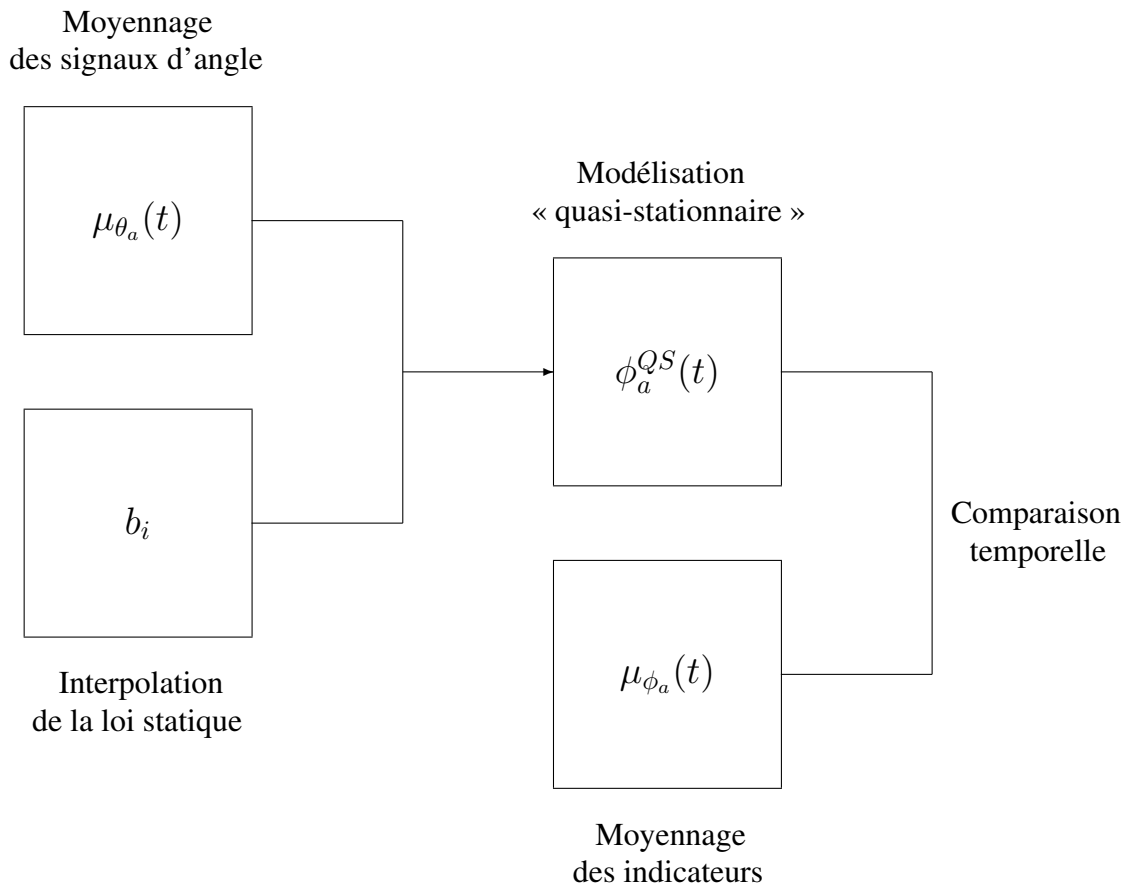 Moyennage
des signaux d’angle
μ_{θ_a}(t)
Modélisation
« quasi-stationnaire »
ϕ_a^{QS}(t)
b_i
Comparaison
temporelle
Interpolation
de la loi statique
μ_{ϕ_a}(t)
Moyennage
des indicateurs